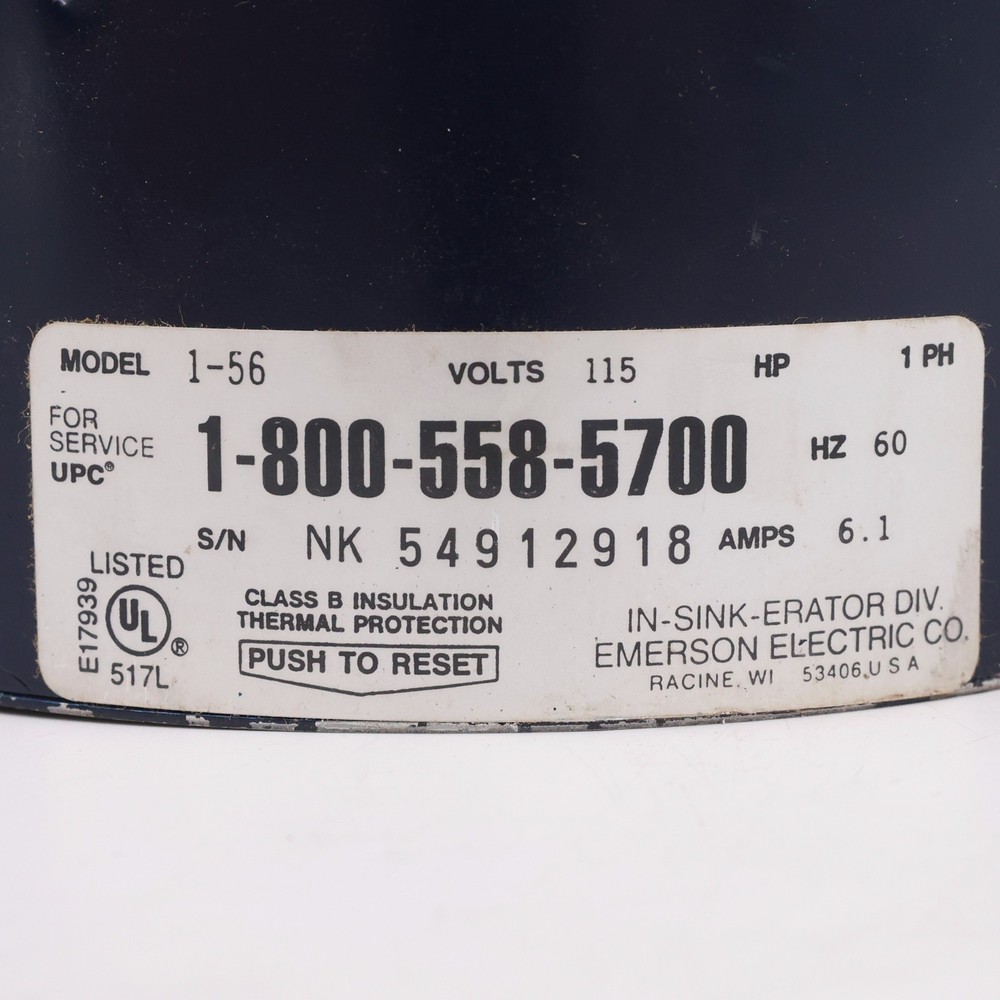 MODEL 1-56 VOLTS 115 HP 1 PH
FOR
SERVICE
UPC® 1-800-558-5700 HZ 60
S/N NK 54912918 AMPS 6.1
LISTED
E17939
UL ®
517L
CLASS B INSULATION
THERMAL PROTECTION
PUSH TO RESET
IN-SINK-ERATOR DIV.
EMERSON ELECTRIC CO.
RACINE, WI 53406, U S A